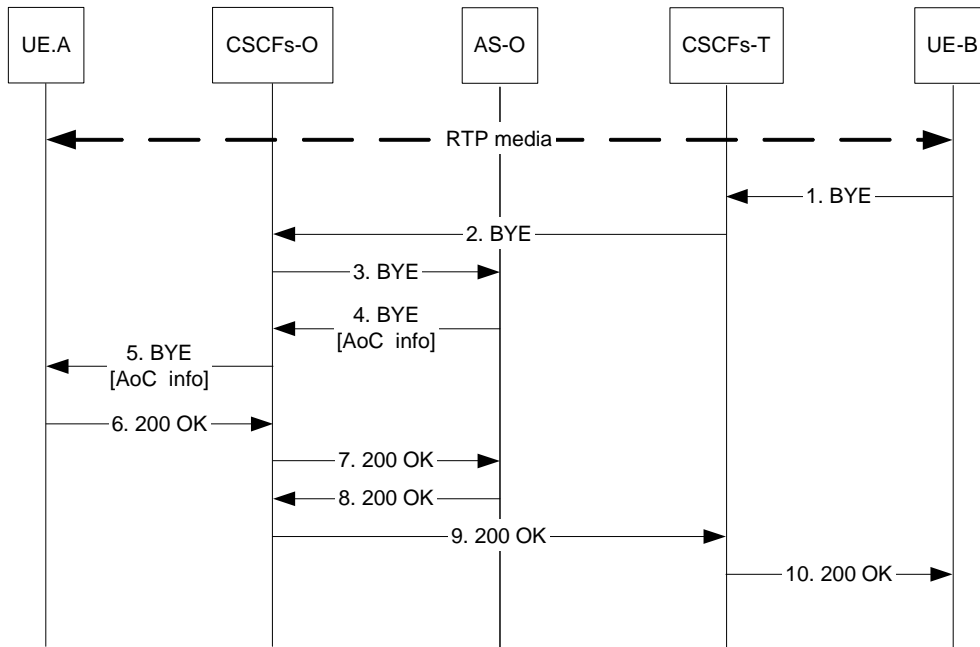 UE.A
CSCFs-O
AS-O
CSCFs-T
UE-B
RTP media
1. BYE
2. BYE
3. BYE
4. BYE
[AoC info]
5. BYE
[AoC info]
6. 200 OK
7. 200 OK
8. 200 OK
9. 200 OK
10. 200 OK